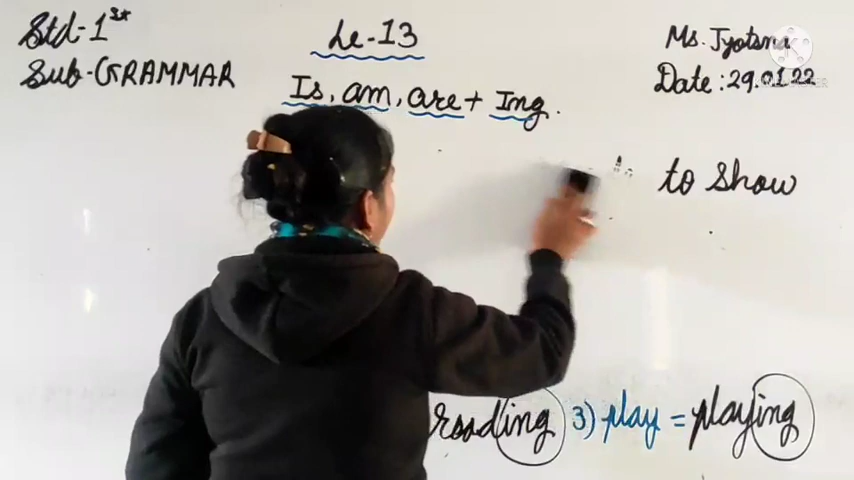 Std-1st
Sub-GRAMMAR
Le-13
Is, am, are + Ing.
Ms. Jyotsna
Date: 29.01.22
to show
reading 3) play = playing